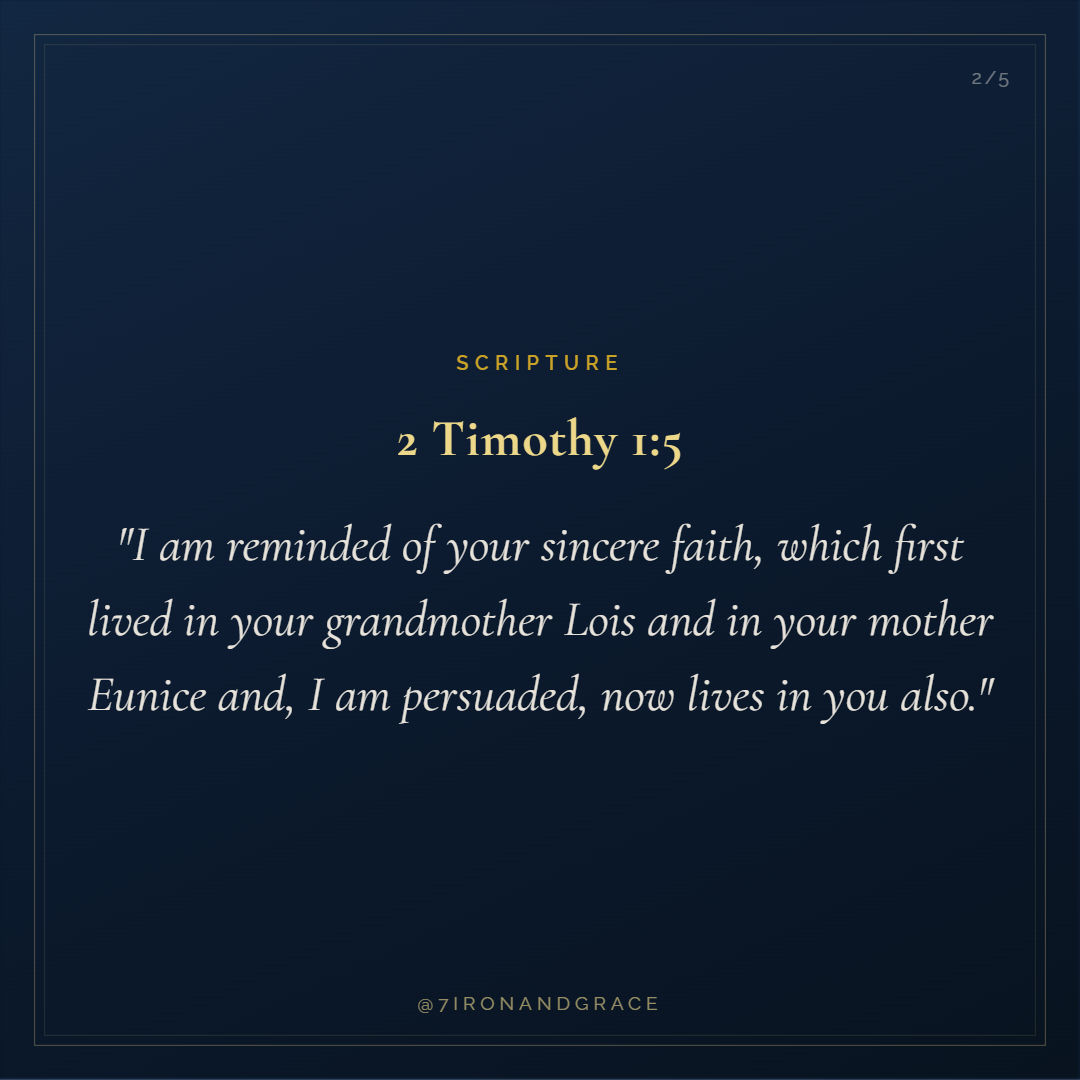 2/5
SCRIPTURE
2 Timothy 1:5
"I am reminded of your sincere faith, which first
lived in your grandmother Lois and in your mother
Eunice and, I am persuaded, now lives in you also."
@7IRONANDGRACE